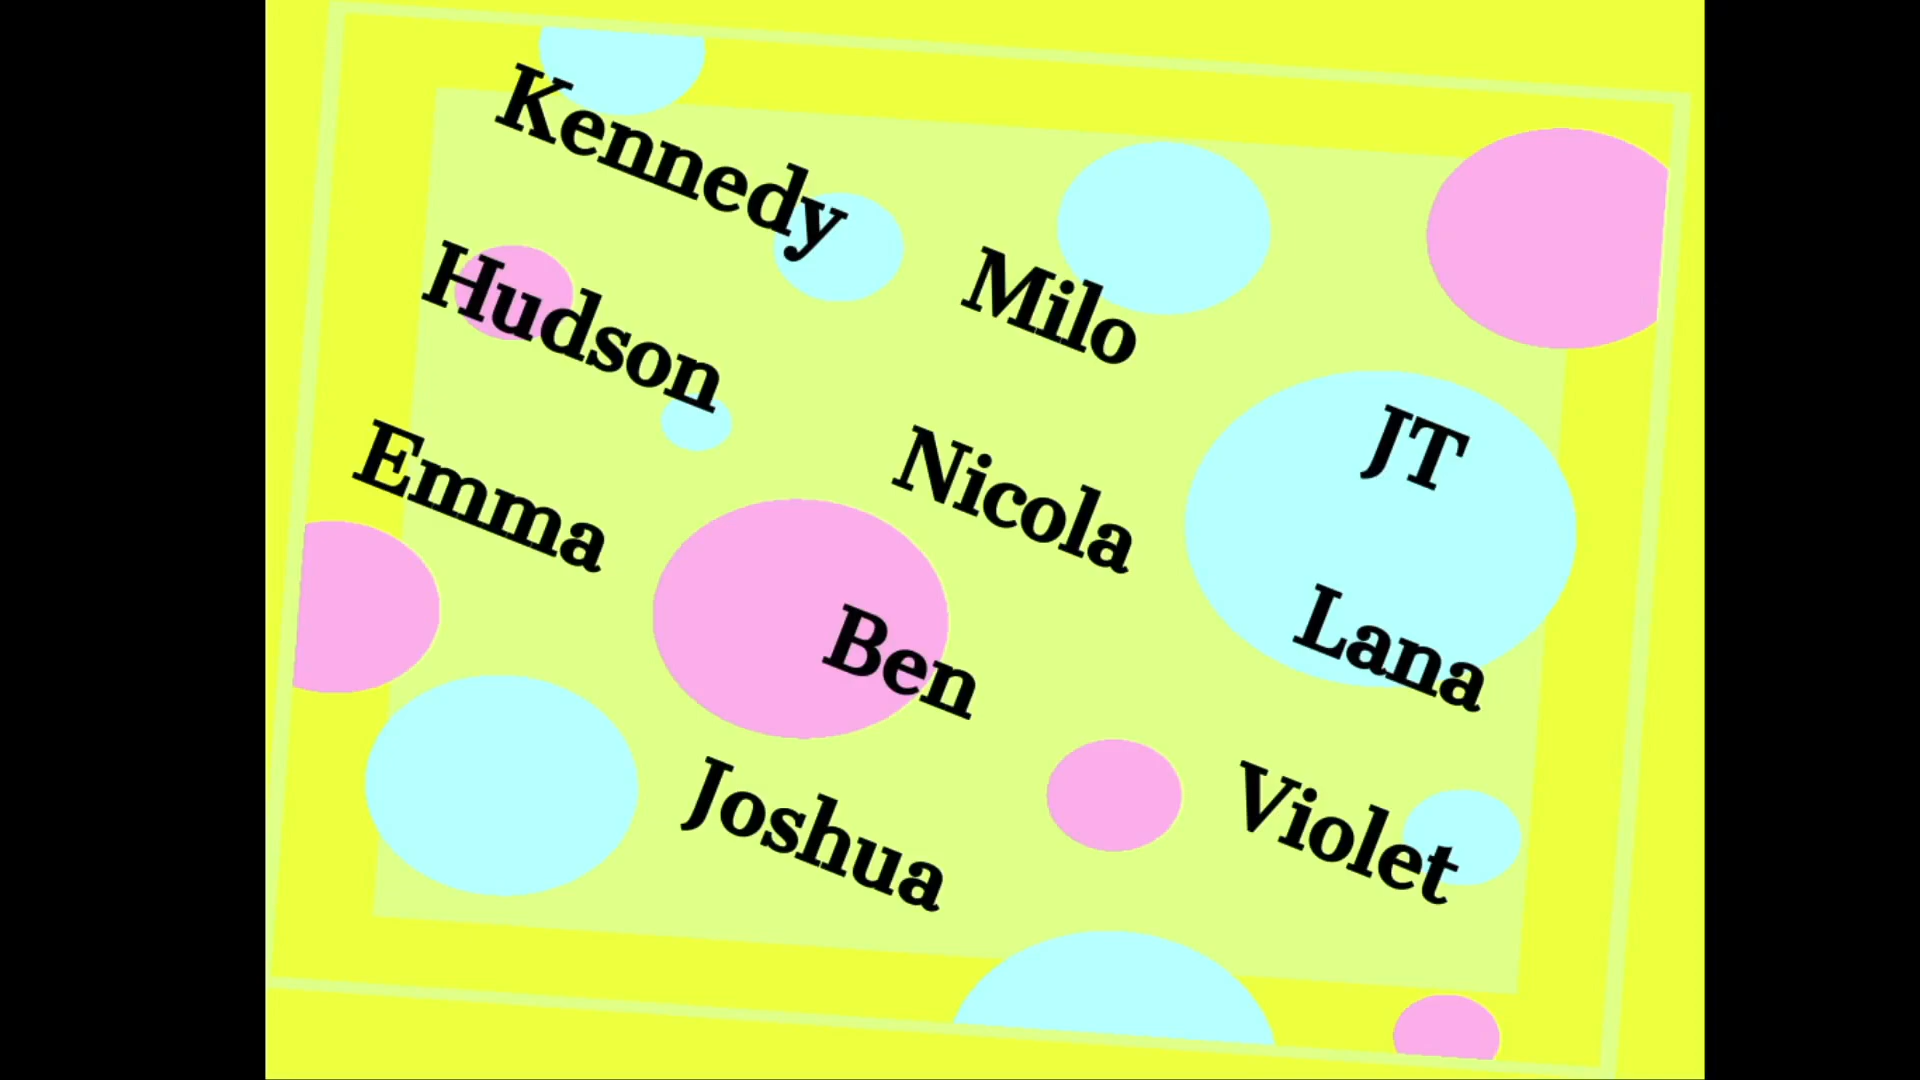 Kennedy
Hudson
Milo
Emma
Nicola
JT
Ben
Lana
Joshua
Violet